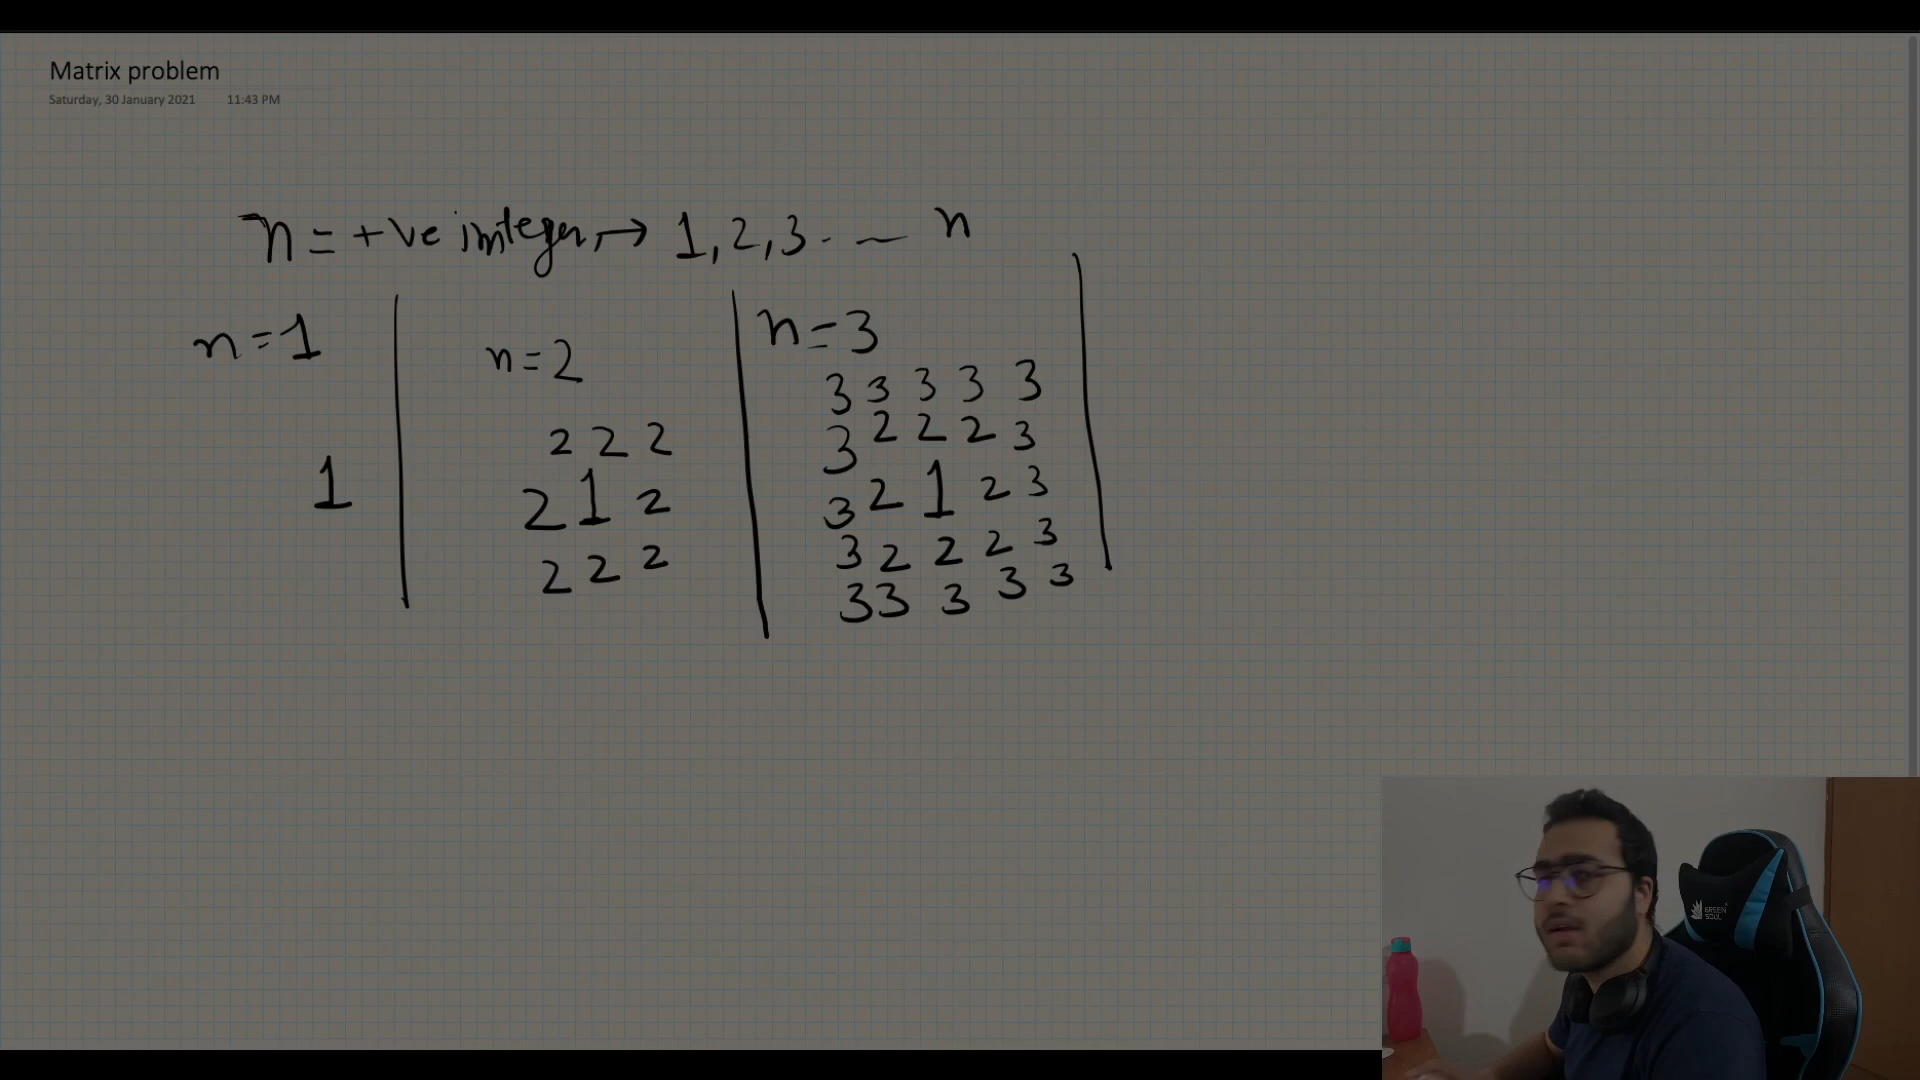 Matrix problem
Saturday, 30 January 2021 11:43 PM
n = +ve integer, → 1, 2, 3 - — n
n = 1
1
n = 2
2 2 2
2 1 2
2 2 2
n = 3
3 3 3 3 3
3 2 2 2 3
3 2 1 2 3
3 2 2 2 3
3 3 3 3 3
GREEN
SOUL